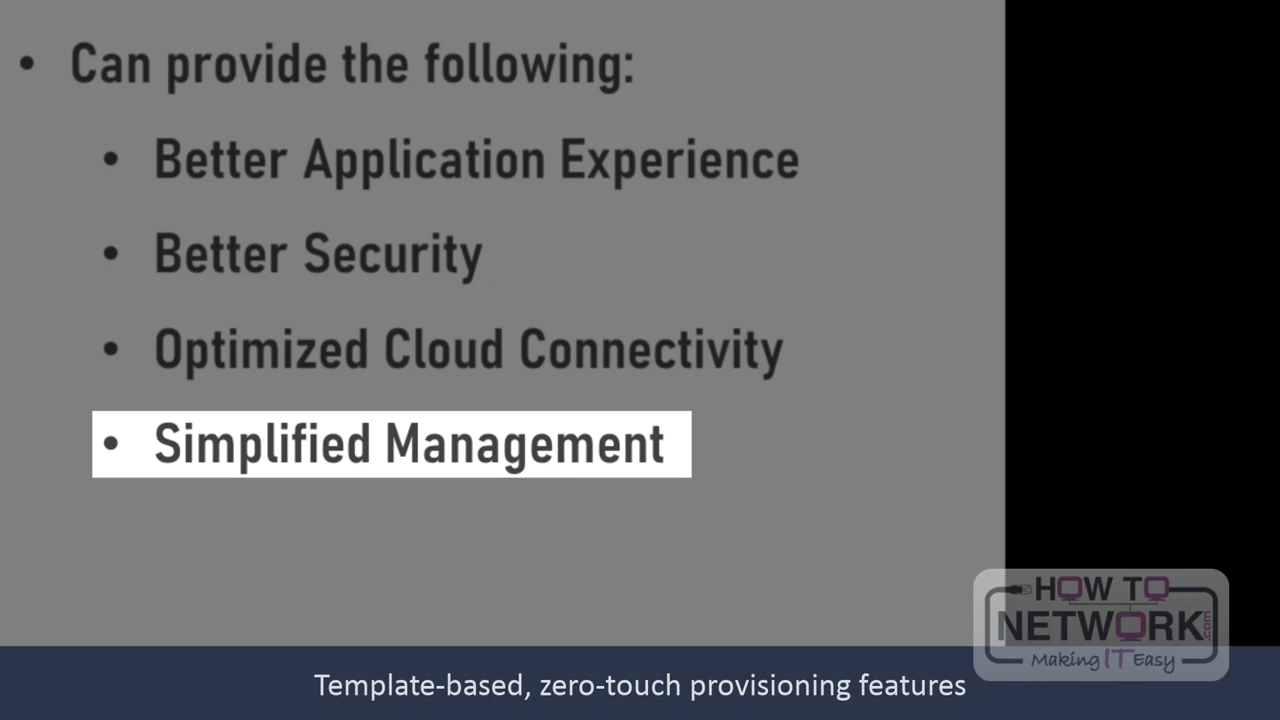 • Can provide the following:
• Better Application Experience
• Better Security
• Optimized Cloud Connectivity
• Simplified Management
HOW TO
NETWORK.com
Making IT Easy
Template-based, zero-touch provisioning features